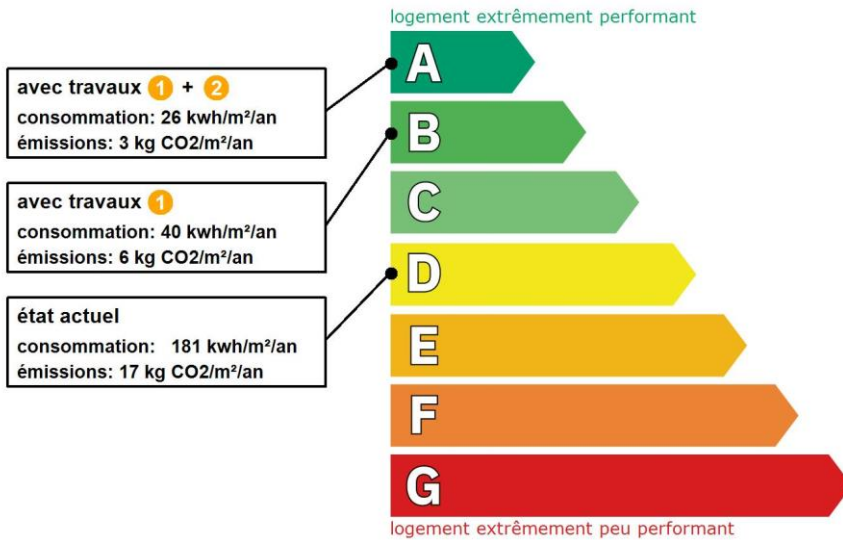 logement extrêmement performant
avec travaux 1 + 2
consommation: 26 kwh/m²/an
émissions: 3 kg CO2/m²/an
avec travaux 1
consommation: 40 kwh/m²/an
émissions: 6 kg CO2/m²/an
état actuel
consommation: 181 kwh/m²/an
émissions: 17 kg CO2/m²/an
A
B
C
D
E
F
G
logement extrêmement peu performant